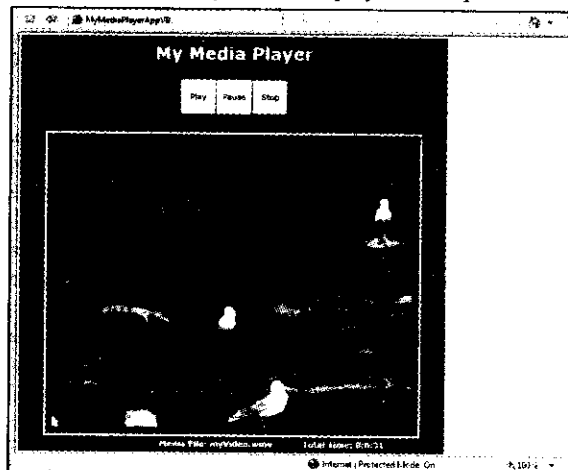 MyMediaPlayerAppVB
My Media Player
Play Pause Stop
Media File: myVideo.wmv Total time: 0:0:31
Internet | Protected Mode: On 100%